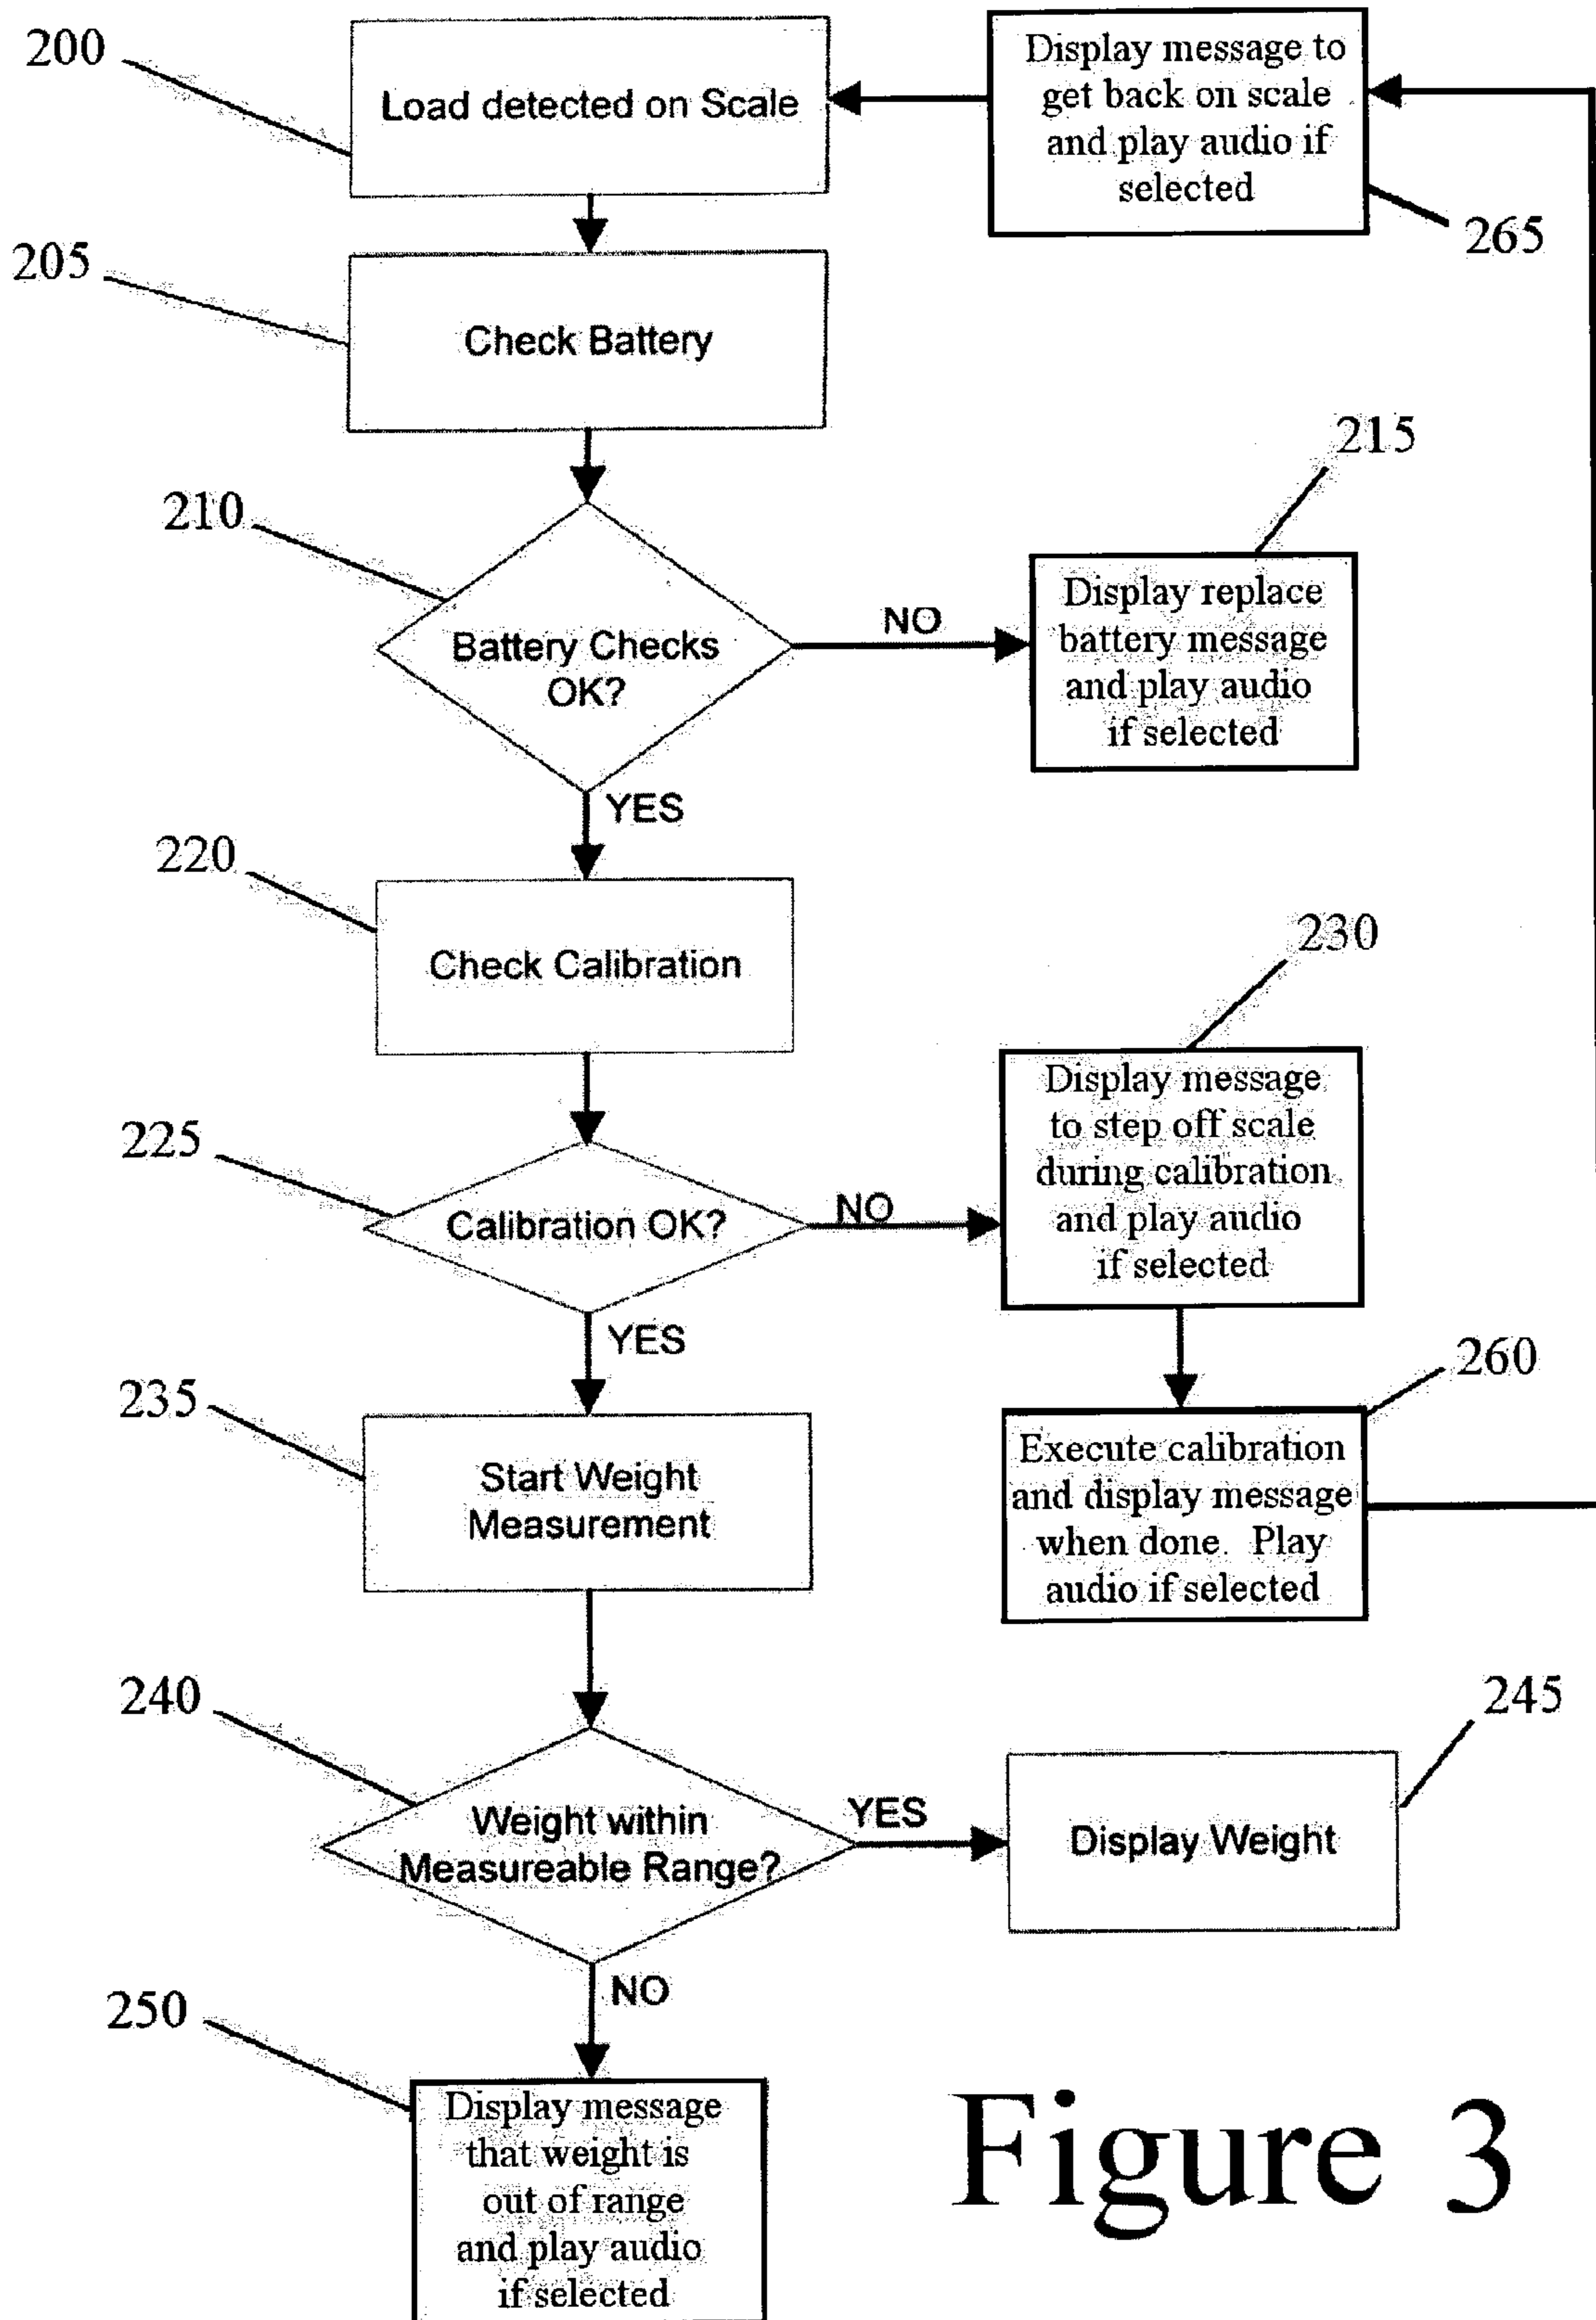 200
Load detected on Scale
Display message to
get back on scale
and play audio if
selected
265
205
Check Battery
210
Battery Checks
OK?
NO
215
Display replace
battery message
and play audio
if selected
YES
220
Check Calibration
225
Calibration OK?
NO
230
Display message
to step off scale
during calibration
and play audio
if selected
YES
235
Start Weight
Measurement
260
Execute calibration
and display message
when done. Play
audio if selected
240
Weight within
Measureable Range?
YES
245
Display Weight
NO
250
Display message
that weight is
out of range
and play audio
if selected
Figure 3